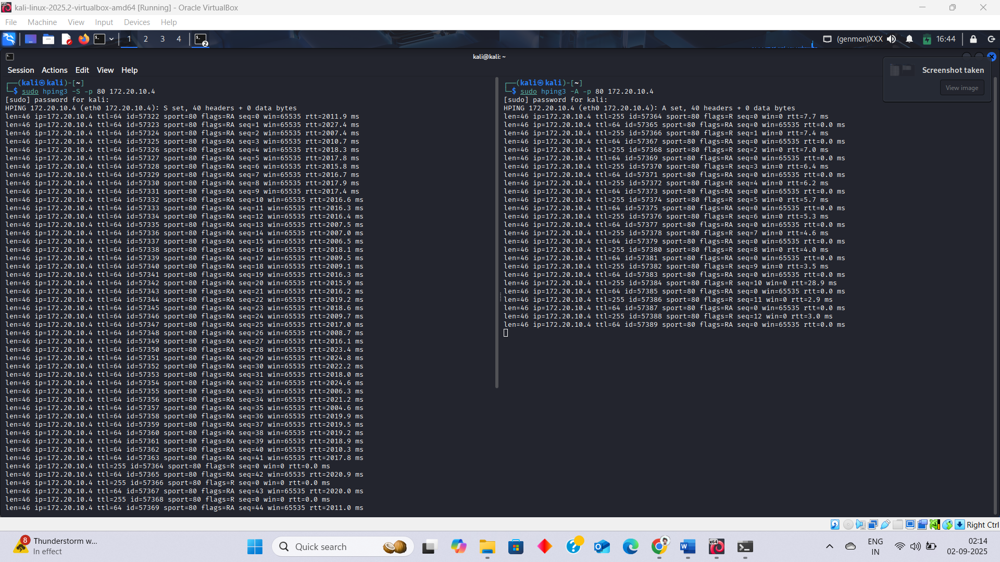 kali-linux-2025.2-virtualbox-amd64 [Running] - Oracle VirtualBox
File Machine View Input Devices Help
1 2 3 4 2 (genmon)XXX 16:44
kali@kali: ~
Session Actions Edit View Help
Screenshot taken
View image
┌──(kali㉿kali)-[~]
└─$ sudo hping3 -S -p 80 172.20.10.4
[sudo] password for kali:
HPING 172.20.10.4 (eth0 172.20.10.4): S set, 40 headers + 0 data bytes
len=46 ip=172.20.10.4 ttl=64 id=57322 sport=80 flags=RA seq=0 win=65535 rtt=2011.9 ms
len=46 ip=172.20.10.4 ttl=64 id=57323 sport=80 flags=RA seq=1 win=65535 rtt=2027.4 ms
len=46 ip=172.20.10.4 ttl=64 id=57324 sport=80 flags=RA seq=2 win=65535 rtt=2007.4 ms
len=46 ip=172.20.10.4 ttl=64 id=57325 sport=80 flags=RA seq=3 win=65535 rtt=2010.7 ms
len=46 ip=172.20.10.4 ttl=64 id=57326 sport=80 flags=RA seq=4 win=65535 rtt=2018.3 ms
len=46 ip=172.20.10.4 ttl=64 id=57327 sport=80 flags=RA seq=5 win=65535 rtt=2017.8 ms
len=46 ip=172.20.10.4 ttl=64 id=57328 sport=80 flags=RA seq=6 win=65535 rtt=2015.8 ms
len=46 ip=172.20.10.4 ttl=64 id=57329 sport=80 flags=RA seq=7 win=65535 rtt=2016.7 ms
len=46 ip=172.20.10.4 ttl=64 id=57330 sport=80 flags=RA seq=8 win=65535 rtt=2017.9 ms
len=46 ip=172.20.10.4 ttl=64 id=57331 sport=80 flags=RA seq=9 win=65535 rtt=2017.4 ms
len=46 ip=172.20.10.4 ttl=64 id=57332 sport=80 flags=RA seq=10 win=65535 rtt=2016.6 ms
len=46 ip=172.20.10.4 ttl=64 id=57333 sport=80 flags=RA seq=11 win=65535 rtt=2016.3 ms
len=46 ip=172.20.10.4 ttl=64 id=57334 sport=80 flags=RA seq=12 win=65535 rtt=2016.4 ms
len=46 ip=172.20.10.4 ttl=64 id=57335 sport=80 flags=RA seq=13 win=65535 rtt=2007.5 ms
len=46 ip=172.20.10.4 ttl=64 id=57336 sport=80 flags=RA seq=14 win=65535 rtt=2007.0 ms
len=46 ip=172.20.10.4 ttl=64 id=57337 sport=80 flags=RA seq=15 win=65535 rtt=2006.5 ms
len=46 ip=172.20.10.4 ttl=64 id=57338 sport=80 flags=RA seq=16 win=65535 rtt=2018.1 ms
len=46 ip=172.20.10.4 ttl=64 id=57339 sport=80 flags=RA seq=17 win=65535 rtt=2009.5 ms
len=46 ip=172.20.10.4 ttl=64 id=57340 sport=80 flags=RA seq=18 win=65535 rtt=2009.1 ms
len=46 ip=172.20.10.4 ttl=64 id=57341 sport=80 flags=RA seq=19 win=65535 rtt=2016.3 ms
len=46 ip=172.20.10.4 ttl=64 id=57342 sport=80 flags=RA seq=20 win=65535 rtt=2015.9 ms
len=46 ip=172.20.10.4 ttl=64 id=57343 sport=80 flags=RA seq=21 win=65535 rtt=2016.2 ms
len=46 ip=172.20.10.4 ttl=64 id=57344 sport=80 flags=RA seq=22 win=65535 rtt=2019.2 ms
len=46 ip=172.20.10.4 ttl=64 id=57345 sport=80 flags=RA seq=23 win=65535 rtt=2018.6 ms
len=46 ip=172.20.10.4 ttl=64 id=57346 sport=80 flags=RA seq=24 win=65535 rtt=2009.7 ms
len=46 ip=172.20.10.4 ttl=64 id=57347 sport=80 flags=RA seq=25 win=65535 rtt=2017.0 ms
len=46 ip=172.20.10.4 ttl=64 id=57348 sport=80 flags=RA seq=26 win=65535 rtt=2008.7 ms
len=46 ip=172.20.10.4 ttl=64 id=57349 sport=80 flags=RA seq=27 win=65535 rtt=2016.1 ms
len=46 ip=172.20.10.4 ttl=64 id=57350 sport=80 flags=RA seq=28 win=65535 rtt=2023.4 ms
len=46 ip=172.20.10.4 ttl=64 id=57351 sport=80 flags=RA seq=29 win=65535 rtt=2024.8 ms
len=46 ip=172.20.10.4 ttl=64 id=57352 sport=80 flags=RA seq=30 win=65535 rtt=2022.2 ms
len=46 ip=172.20.10.4 ttl=64 id=57353 sport=80 flags=RA seq=31 win=65535 rtt=2018.0 ms
len=46 ip=172.20.10.4 ttl=64 id=57354 sport=80 flags=RA seq=32 win=65535 rtt=2024.6 ms
len=46 ip=172.20.10.4 ttl=64 id=57355 sport=80 flags=RA seq=33 win=65535 rtt=2006.3 ms
len=46 ip=172.20.10.4 ttl=64 id=57356 sport=80 flags=RA seq=34 win=65535 rtt=2021.2 ms
len=46 ip=172.20.10.4 ttl=64 id=57357 sport=80 flags=RA seq=35 win=65535 rtt=2004.6 ms
len=46 ip=172.20.10.4 ttl=64 id=57358 sport=80 flags=RA seq=36 win=65535 rtt=2019.9 ms
len=46 ip=172.20.10.4 ttl=64 id=57359 sport=80 flags=RA seq=37 win=65535 rtt=2019.5 ms
len=46 ip=172.20.10.4 ttl=64 id=57360 sport=80 flags=RA seq=38 win=65535 rtt=2019.2 ms
len=46 ip=172.20.10.4 ttl=64 id=57361 sport=80 flags=RA seq=39 win=65535 rtt=2018.9 ms
len=46 ip=172.20.10.4 ttl=64 id=57362 sport=80 flags=RA seq=40 win=65535 rtt=2010.3 ms
len=46 ip=172.20.10.4 ttl=64 id=57363 sport=80 flags=RA seq=41 win=65535 rtt=2017.8 ms
len=46 ip=172.20.10.4 ttl=255 id=57364 sport=80 flags=R seq=0 win=0 rtt=0.0 ms
len=46 ip=172.20.10.4 ttl=64 id=57365 sport=80 flags=RA seq=42 win=65535 rtt=2020.9 ms
len=46 ip=172.20.10.4 ttl=255 id=57366 sport=80 flags=R seq=0 win=0 rtt=0.0 ms
len=46 ip=172.20.10.4 ttl=64 id=57367 sport=80 flags=RA seq=43 win=65535 rtt=2020.0 ms
len=46 ip=172.20.10.4 ttl=255 id=57368 sport=80 flags=R seq=0 win=0 rtt=0.0 ms
len=46 ip=172.20.10.4 ttl=64 id=57369 sport=80 flags=RA seq=44 win=65535 rtt=2011.0 ms
┌──(kali㉿kali)-[~]
└─$ sudo hping3 -A -p 80 172.20.10.4
[sudo] password for kali:
HPING 172.20.10.4 (eth0 172.20.10.4): A set, 40 headers + 0 data bytes
len=46 ip=172.20.10.4 ttl=255 id=57364 sport=80 flags=R seq=0 win=0 rtt=7.7 ms
len=46 ip=172.20.10.4 ttl=64 id=57365 sport=80 flags=RA seq=0 win=65535 rtt=0.0 ms
len=46 ip=172.20.10.4 ttl=255 id=57366 sport=80 flags=R seq=1 win=0 rtt=7.4 ms
len=46 ip=172.20.10.4 ttl=64 id=57367 sport=80 flags=RA seq=0 win=65535 rtt=0.0 ms
len=46 ip=172.20.10.4 ttl=255 id=57368 sport=80 flags=R seq=2 win=0 rtt=7.0 ms
len=46 ip=172.20.10.4 ttl=64 id=57369 sport=80 flags=RA seq=0 win=65535 rtt=0.0 ms
len=46 ip=172.20.10.4 ttl=255 id=57370 sport=80 flags=R seq=3 win=0 rtt=6.4 ms
len=46 ip=172.20.10.4 ttl=64 id=57371 sport=80 flags=RA seq=0 win=65535 rtt=0.0 ms
len=46 ip=172.20.10.4 ttl=255 id=57372 sport=80 flags=R seq=4 win=0 rtt=6.2 ms
len=46 ip=172.20.10.4 ttl=64 id=57373 sport=80 flags=RA seq=0 win=65535 rtt=0.0 ms
len=46 ip=172.20.10.4 ttl=255 id=57374 sport=80 flags=R seq=5 win=0 rtt=5.7 ms
len=46 ip=172.20.10.4 ttl=64 id=57375 sport=80 flags=RA seq=0 win=65535 rtt=0.0 ms
len=46 ip=172.20.10.4 ttl=255 id=57376 sport=80 flags=R seq=6 win=0 rtt=5.3 ms
len=46 ip=172.20.10.4 ttl=64 id=57377 sport=80 flags=RA seq=0 win=65535 rtt=0.0 ms
len=46 ip=172.20.10.4 ttl=255 id=57378 sport=80 flags=R seq=7 win=0 rtt=4.6 ms
len=46 ip=172.20.10.4 ttl=64 id=57379 sport=80 flags=RA seq=0 win=65535 rtt=0.0 ms
len=46 ip=172.20.10.4 ttl=255 id=57380 sport=80 flags=R seq=8 win=0 rtt=4.0 ms
len=46 ip=172.20.10.4 ttl=64 id=57381 sport=80 flags=RA seq=0 win=65535 rtt=0.0 ms
len=46 ip=172.20.10.4 ttl=255 id=57382 sport=80 flags=R seq=9 win=0 rtt=3.5 ms
len=46 ip=172.20.10.4 ttl=64 id=57383 sport=80 flags=RA seq=0 win=65535 rtt=0.0 ms
len=46 ip=172.20.10.4 ttl=255 id=57384 sport=80 flags=R seq=10 win=0 rtt=28.9 ms
len=46 ip=172.20.10.4 ttl=64 id=57385 sport=80 flags=RA seq=0 win=65535 rtt=0.0 ms
len=46 ip=172.20.10.4 ttl=255 id=57386 sport=80 flags=R seq=11 win=0 rtt=2.9 ms
len=46 ip=172.20.10.4 ttl=64 id=57387 sport=80 flags=RA seq=0 win=65535 rtt=0.0 ms
len=46 ip=172.20.10.4 ttl=255 id=57388 sport=80 flags=R seq=12 win=0 rtt=3.0 ms
len=46 ip=172.20.10.4 ttl=64 id=57389 sport=80 flags=RA seq=0 win=65535 rtt=0.0 ms
Right Ctrl
8
Thunderstorm w...
In effect
Quick search
ENG
IN
02:14
02-09-2025